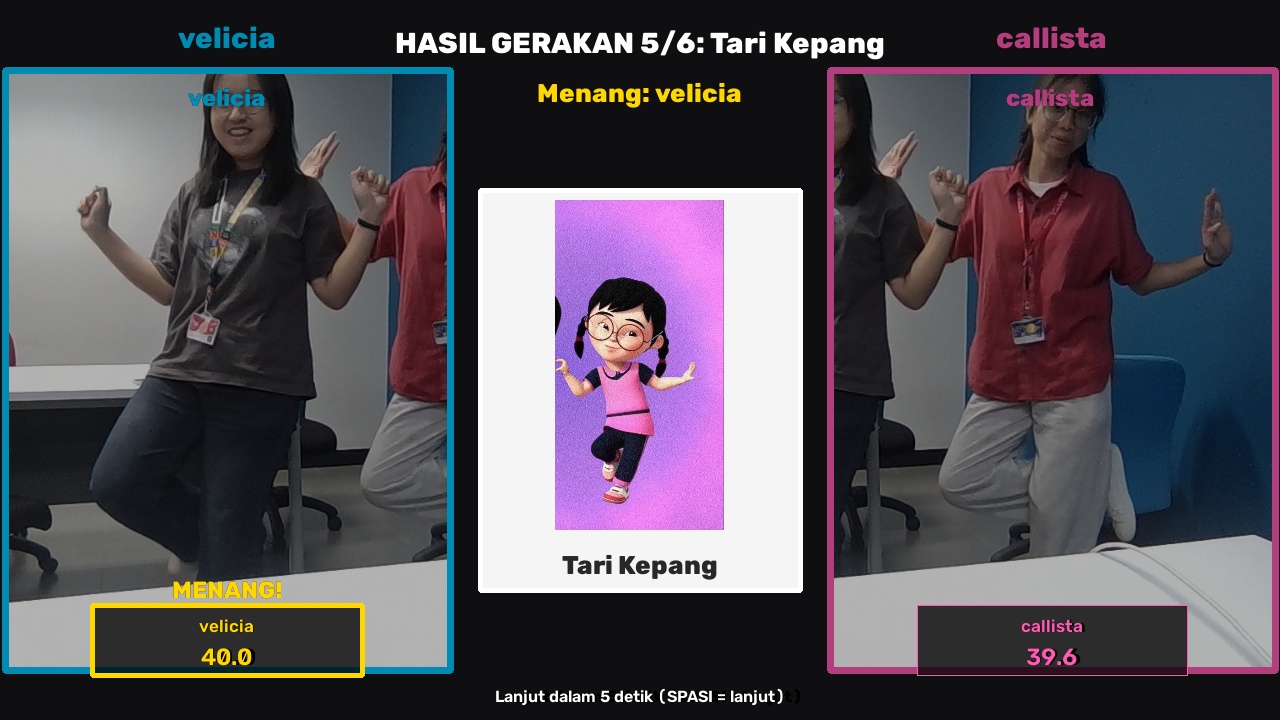 velicia
HASIL GERAKAN 5/6: Tari Kepang
callista
Menang: velicia
velicia
callista
Tari Kepang
MENANG!
velicia
40.0
callista
39.6
Lanjut dalam 5 detik (SPASI = lanjut)